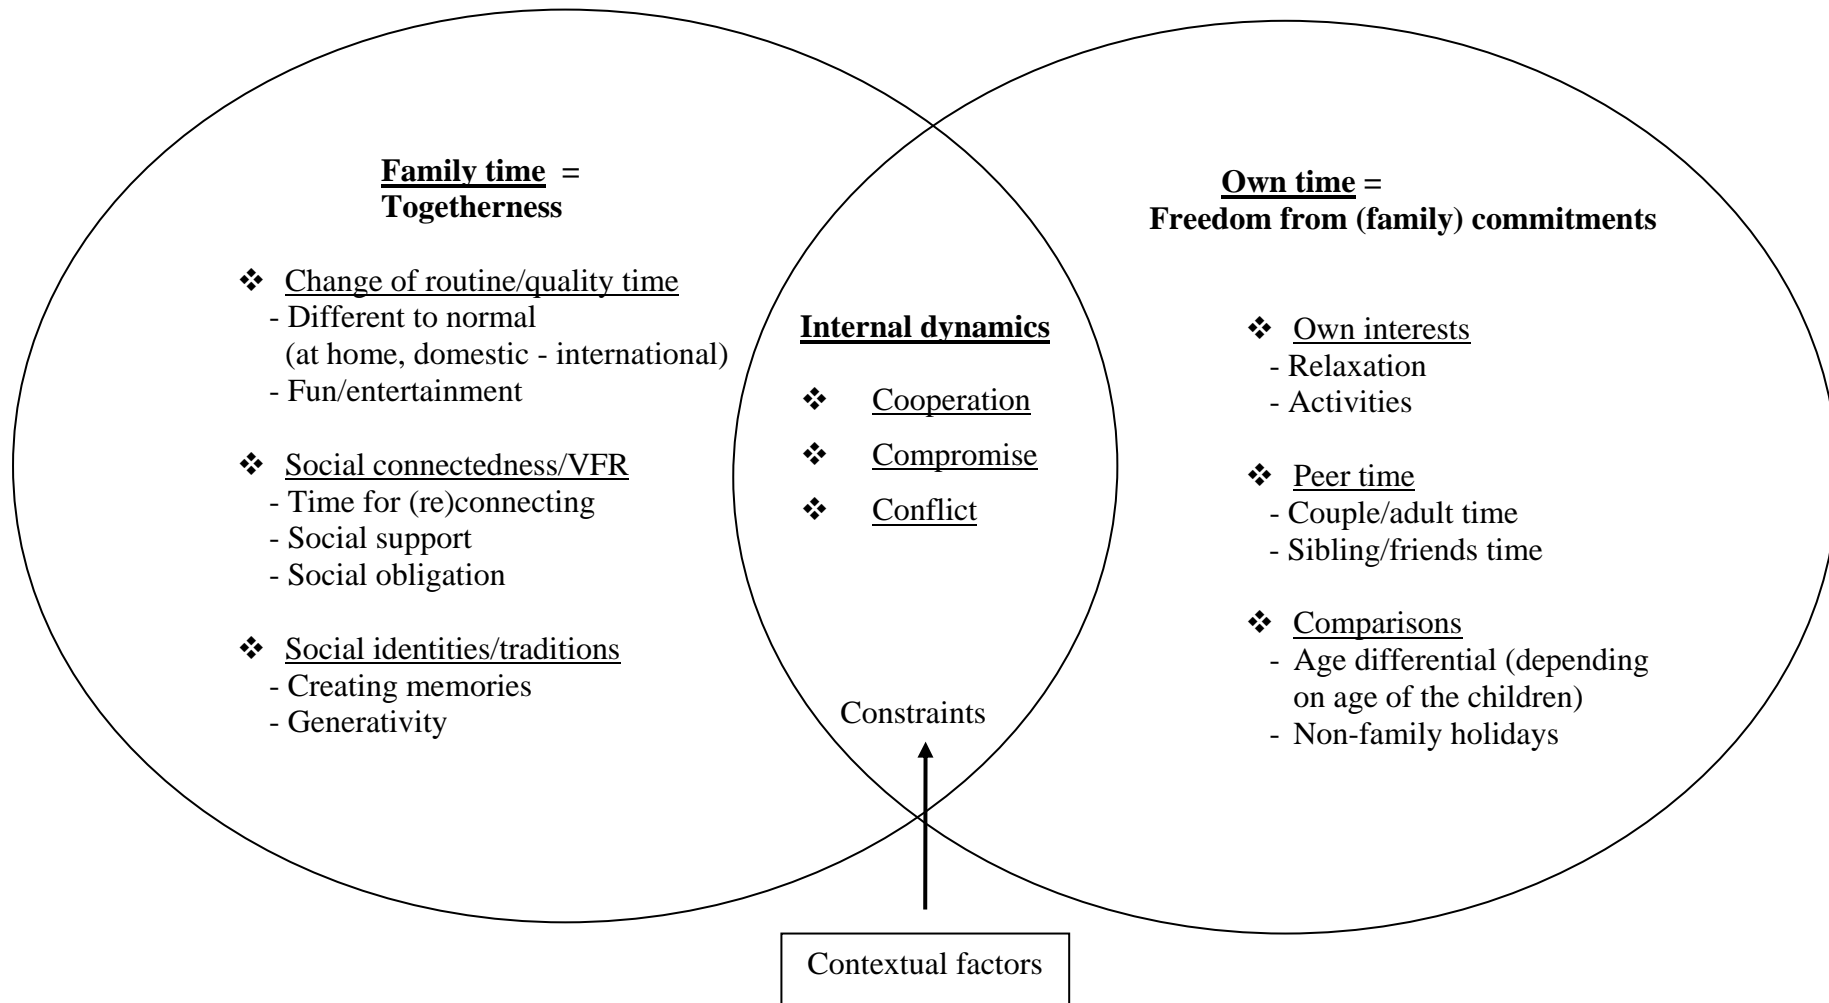 Family time =
Togetherness
❖ Change of routine/quality time
- Different to normal
(at home, domestic - international)
- Fun/entertainment
❖ Social connectedness/VFR
- Time for (re)connecting
- Social support
- Social obligation
❖ Social identities/traditions
- Creating memories
- Generativity
Internal dynamics
❖ Cooperation
❖ Compromise
❖ Conflict
Constraints
Contextual factors
Own time =
Freedom from (family) commitments
❖ Own interests
- Relaxation
- Activities
❖ Peer time
- Couple/adult time
- Sibling/friends time
❖ Comparisons
- Age differential (depending
on age of the children)
- Non-family holidays